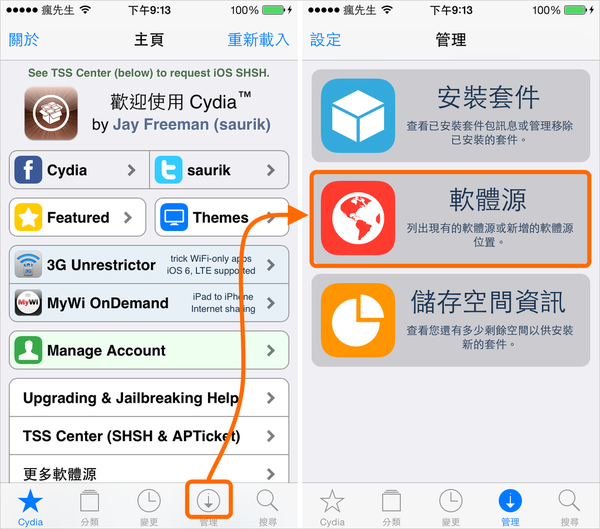 瘋先生 下午9:13 100%
關於 主頁 重新載入
See TSS Center (below) to request iOS SHSH.
歡迎使用 Cydia™
by Jay Freeman (saurik)
Cydia
saurik
Featured
Themes
3G Unrestrictor
trick WiFi-only apps
iOS 6, LTE supported
MyWi
MyWi OnDemand
iPad to iPhone
Internet sharing
Manage Account
Upgrading & Jailbreaking Help
TSS Center (SHSH & APTicket)
更多軟體源
Cydia 分類 變更 管理 搜尋
瘋先生 下午9:13 100%
設定 管理
安裝套件
查看已安裝套件包訊息或管理移除
已安裝的套件。
軟體源
列出現有的軟體源或新增的軟體源
位置。
儲存空間資訊
查看您還有多少剩餘空間以供安裝
新的套件。
Cydia 分類 變更 管理 搜尋